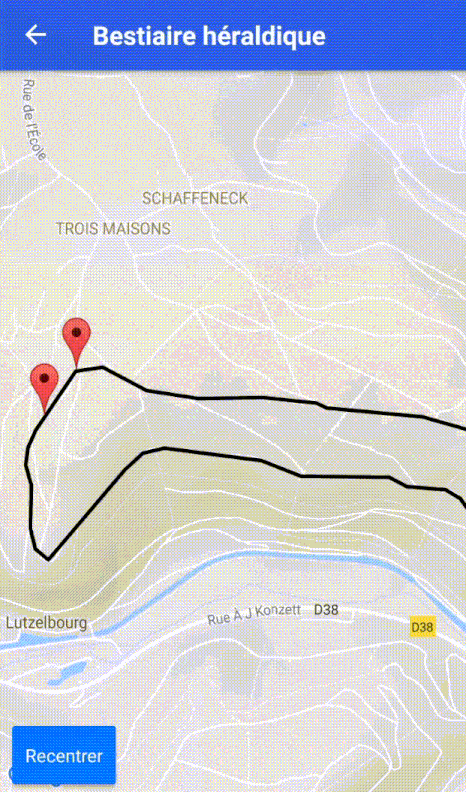 Bestiaire héraldique
Rue de l'École
SCHAFFENECK
TROIS MAISONS
Rue À J Konzett
D38
D38
Lutzelbourg
Recentrer